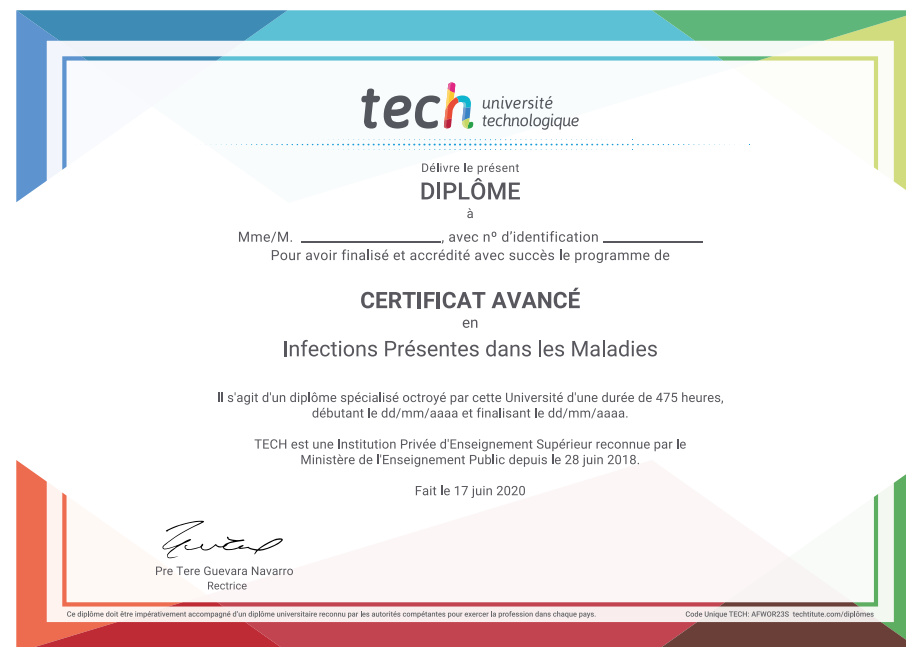 tech université
technologique
Délivre le présent
DIPLÔME
à
Mme/M. ____________________, avec nº d'identification ______________
Pour avoir finalisé et accrédité avec succès le programme de
CERTIFICAT AVANCÉ
en
Infections Présentes dans les Maladies
Il s'agit d'un diplôme spécialisé octroyé par cette Université d'une durée de 475 heures,
débutant le dd/mm/aaaa et finalisant le dd/mm/aaaa.
TECH est une Institution Privée d'Enseignement Supérieur reconnue par le
Ministère de l'Enseignement Public depuis le 28 juin 2018.
Fait le 17 juin 2020
Pre Tere Guevara Navarro
Rectrice
Ce diplôme doit être impérativement accompagné d'un diplôme universitaire reconnu par les autorités compétantes pour exercer la profession dans chaque pays.
Code Unique TECH: AFWOR23S techtitute.com/diplômes